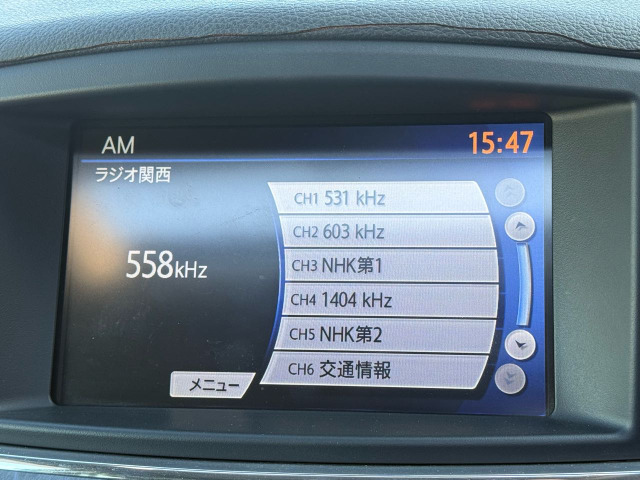 AM
15:47
ラジオ関西
558kHz
CH1 531 kHz
CH2 603 kHz
CH3 NHK第1
CH4 1404 kHz
CH5 NHK第2
CH6 交通情報
メニュー